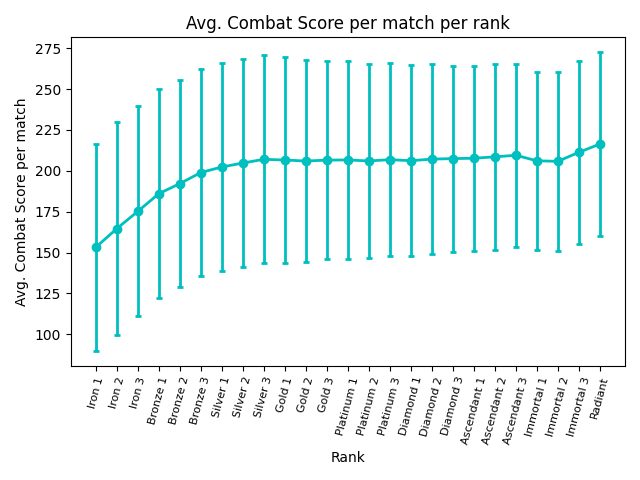 Avg. Combat Score per match per rank
Avg. Combat Score per match
275
250
225
200
175
150
125
100
Iron 1
Iron 2
Iron 3
Bronze 1
Bronze 2
Bronze 3
Silver 1
Silver 2
Silver 3
Gold 1
Gold 2
Gold 3
Platinum 1
Platinum 2
Platinum 3
Diamond 1
Diamond 2
Diamond 3
Ascendant 1
Ascendant 2
Ascendant 3
Immortal 1
Immortal 2
Immortal 3
Radiant
Rank